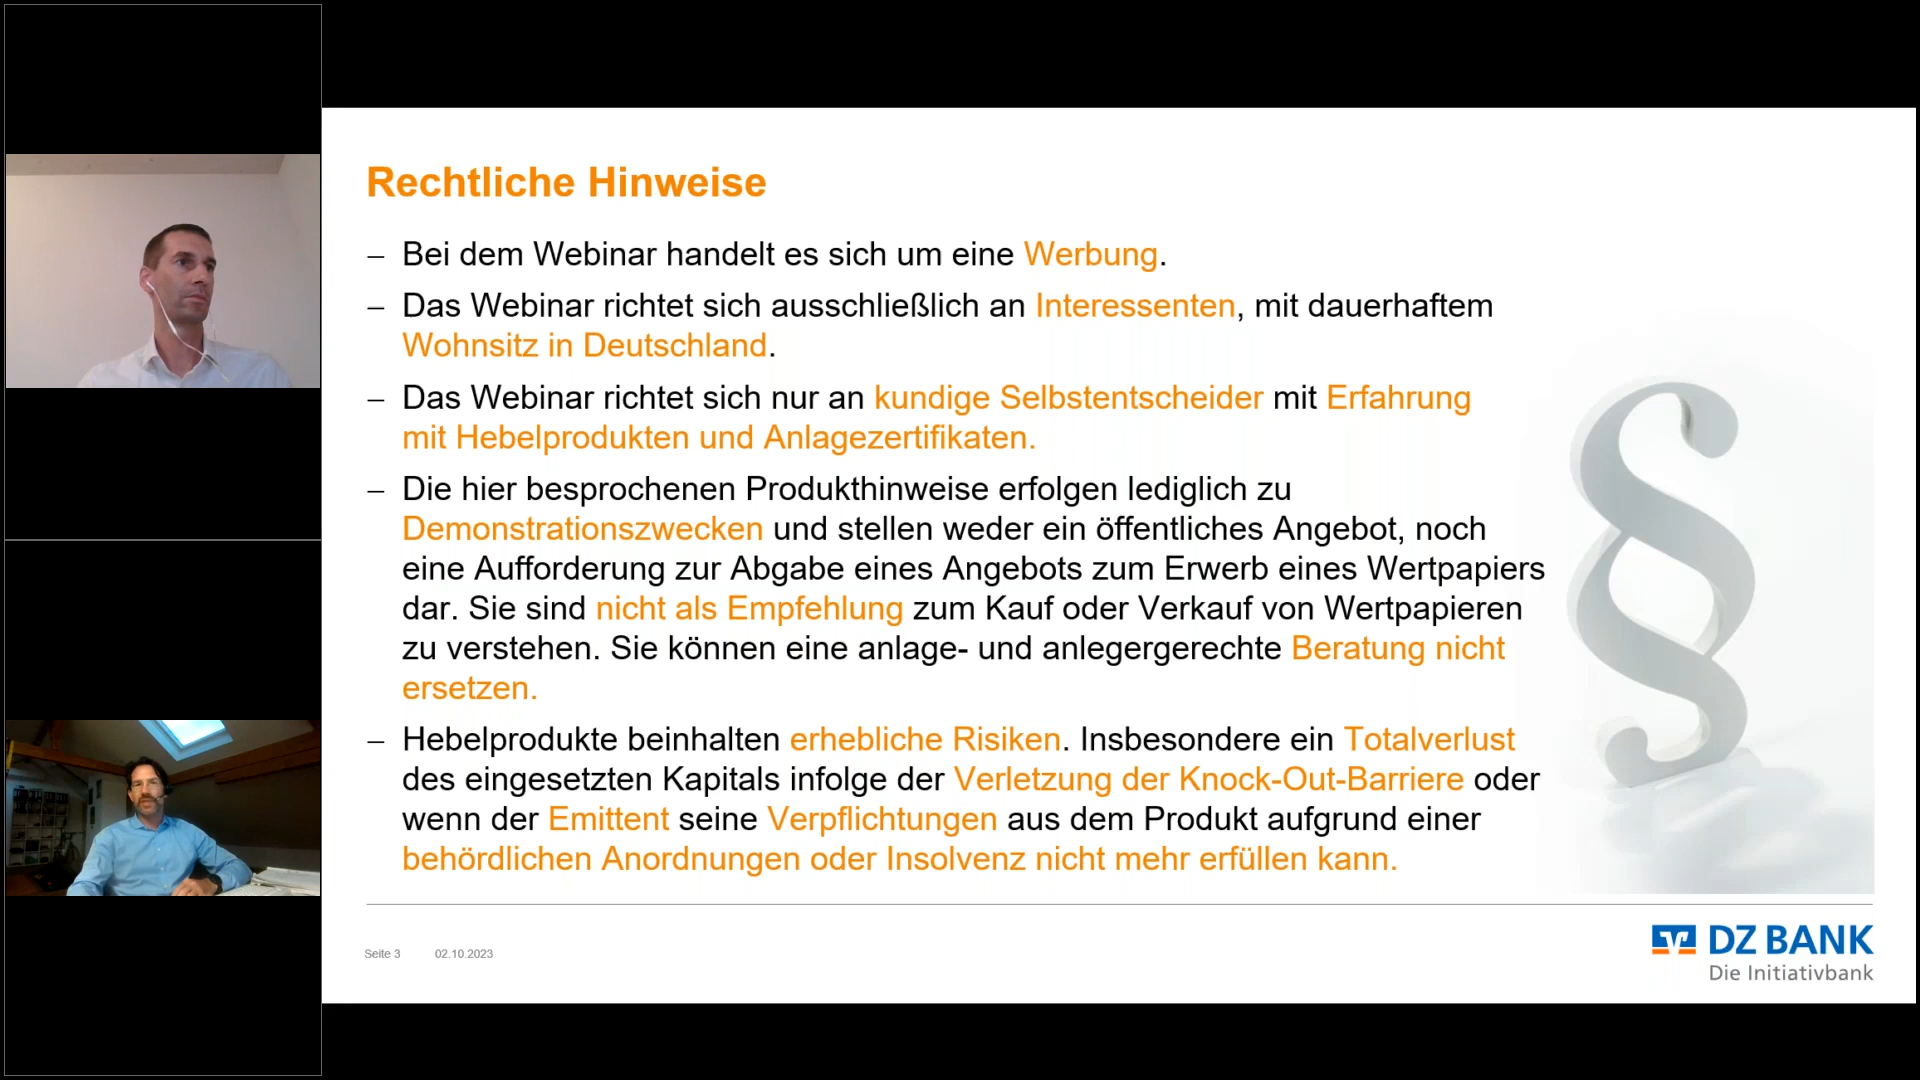 Rechtliche Hinweise
– Bei dem Webinar handelt es sich um eine Werbung.
– Das Webinar richtet sich ausschließlich an Interessenten, mit dauerhaftem
Wohnsitz in Deutschland.
– Das Webinar richtet sich nur an kundige Selbstentscheider mit Erfahrung
mit Hebelprodukten und Anlagezertifikaten.
– Die hier besprochenen Produkthinweise erfolgen lediglich zu
Demonstrationszwecken und stellen weder ein öffentliches Angebot, noch
eine Aufforderung zur Abgabe eines Angebots zum Erwerb eines Wertpapiers
dar. Sie sind nicht als Empfehlung zum Kauf oder Verkauf von Wertpapieren
zu verstehen. Sie können eine anlage- und anlegergerechte Beratung nicht
ersetzen.
– Hebelprodukte beinhalten erhebliche Risiken. Insbesondere ein Totalverlust
des eingesetzten Kapitals infolge der Verletzung der Knock-Out-Barriere oder
wenn der Emittent seine Verpflichtungen aus dem Produkt aufgrund einer
behördlichen Anordnungen oder Insolvenz nicht mehr erfüllen kann.
§
Seite 3 02.10.2023
DZ BANK
Die Initiativbank